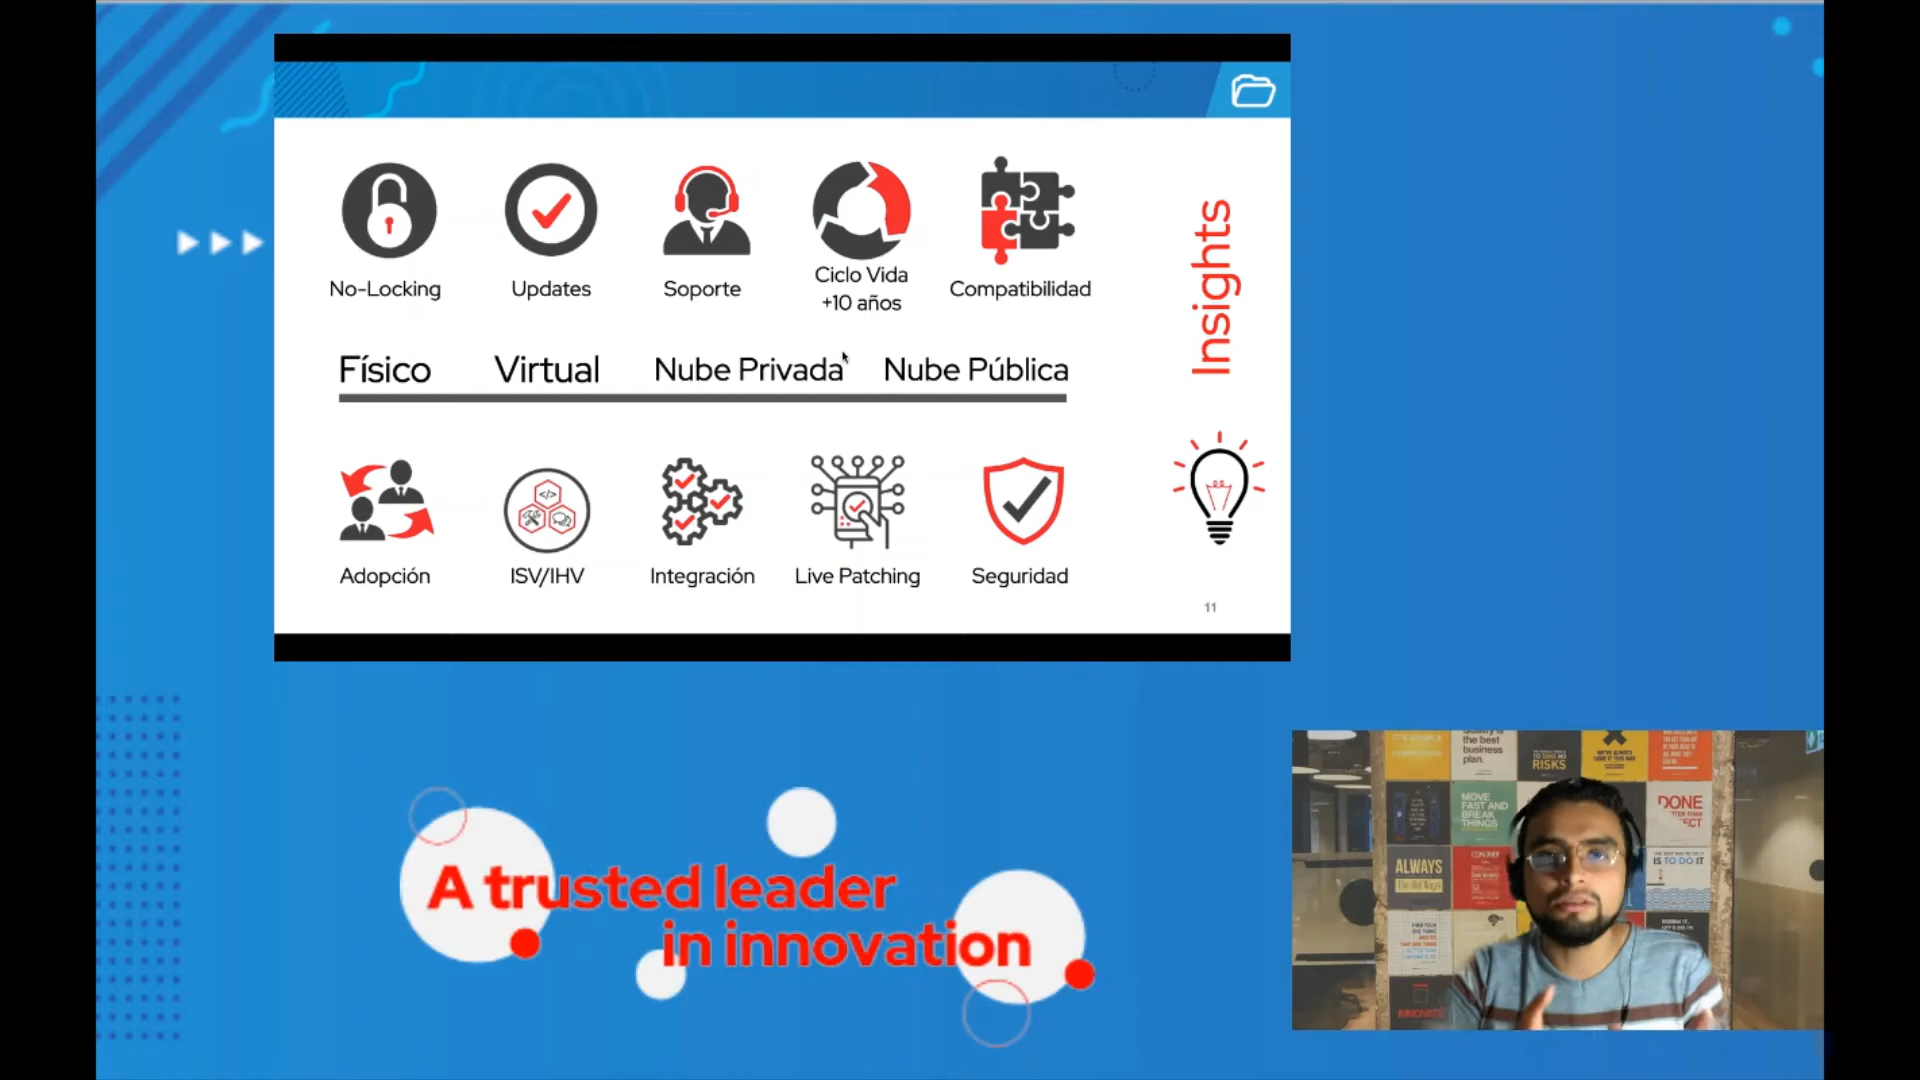 No-Locking
Updates
Soporte
Ciclo Vida
+10 años
Compatibilidad
Insights
Físico
Virtual
Nube Privada
Nube Pública
Adopción
ISV/IHV
Integración
Live Patching
Seguridad
11
A trusted leader
in innovation
the best
business
plan.
RISKS
MOVE
FAST AND
BREAK
THINGS
DONE
ALWAYS
IS TO DO IT
INNOVATE